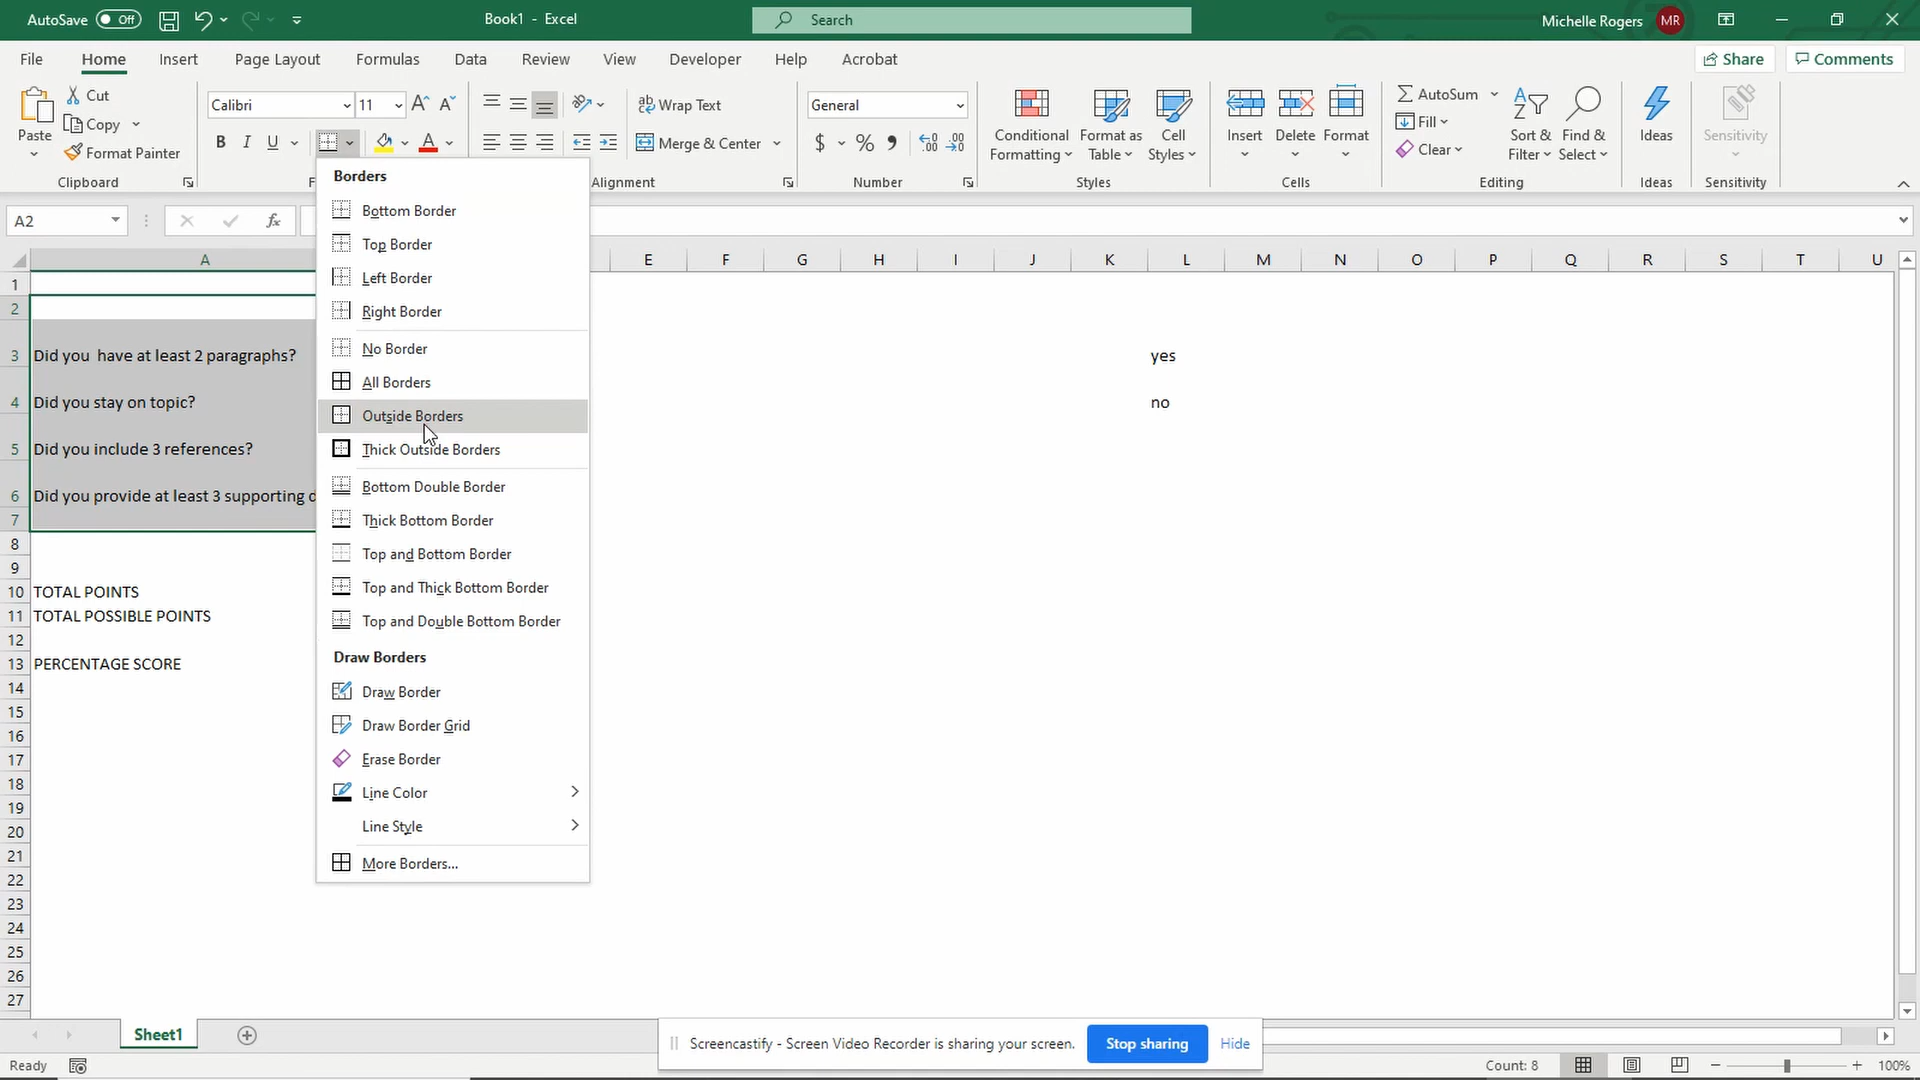 AutoSave Off
Book1 - Excel
Search
Michelle Rogers MR
File Home Insert Page Layout Formulas Data Review View Developer Help Acrobat
Share Comments
Paste
Cut
Copy
Format Painter
Clipboard
Calibri 11
B I U
Wrap Text
Merge & Center
Alignment
General
$ % ,
Number
Conditional Formatting
Format as Table
Cell Styles
Styles
Insert
Delete
Format
Cells
AutoSum
Fill
Clear
Sort & Filter
Find & Select
Editing
Ideas
Ideas
Sensitivity
Sensitivity
A2 fx
A E F G H I J K L M N O P Q R S T U
1
2
3 Did you  have at least 2 paragraphs? yes
4 Did you stay on topic? no
5 Did you include 3 references?
6 Did you provide at least 3 supporting
7
8
9
10 TOTAL POINTS
11 TOTAL POSSIBLE POINTS
12
13 PERCENTAGE SCORE
14
15
16
17
18
19
20
21
22
23
24
25
26
27
Borders
Bottom Border
Top Border
Left Border
Right Border
No Border
All Borders
Outside Borders
Thick Outside Borders
Bottom Double Border
Thick Bottom Border
Top and Bottom Border
Top and Thick Bottom Border
Top and Double Bottom Border
Draw Borders
Draw Border
Draw Border Grid
Erase Border
Line Color
Line Style
More Borders...
Sheet1
Screencastify - Screen Video Recorder is sharing your screen. Stop sharing Hide
Ready
Count: 8
100%